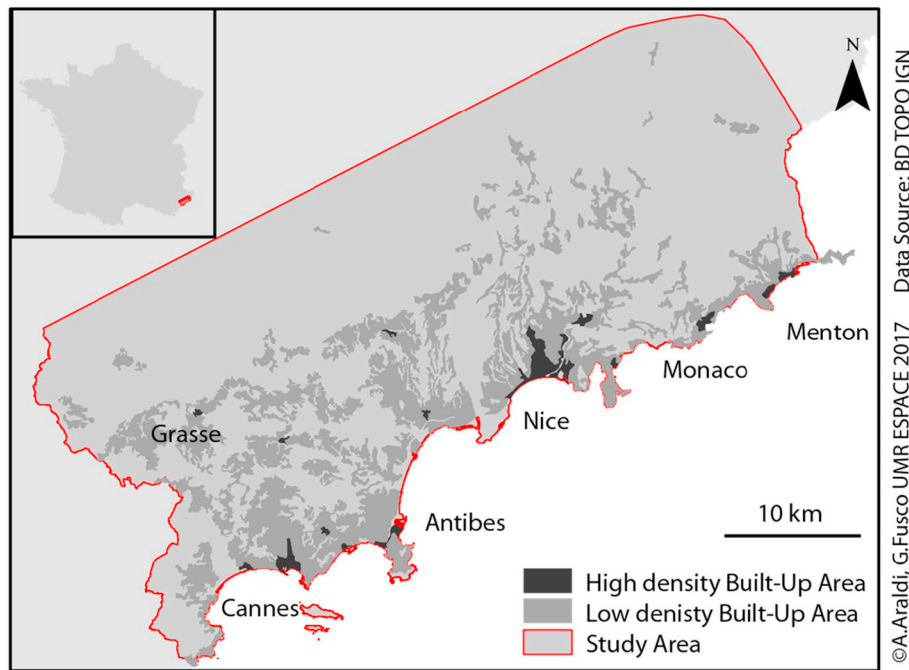 N
Menton
Monaco
Nice
Grasse
Antibes
10 km
Cannes
High density Built-Up Area
Low denisty Built-Up Area
Study Area
©A.Araldi, G.Fusco UMR ESPACE 2017 Data Source: BD TOPO IGN